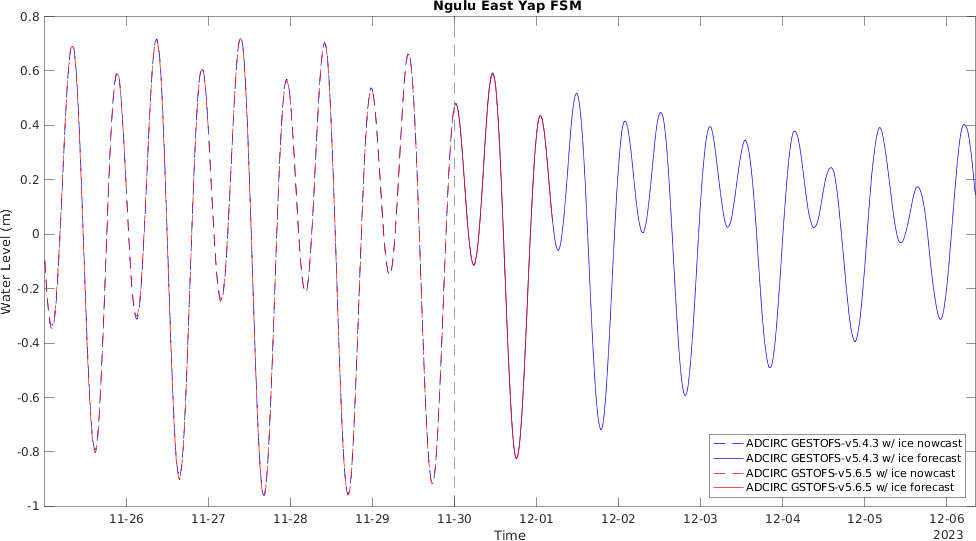 Ngulu East Yap FSM
0.8
0.6
0.4
0.2
0
-0.2
-0.4
-0.6
-0.8
-1
Water Level (m)
ADCIRC GESTOFS-v5.4.3 w/ ice nowcast
ADCIRC GESTOFS-v5.4.3 w/ ice forecast
ADCIRC GSTOFS-v5.6.5 w/ ice nowcast
ADCIRC GSTOFS-v5.6.5 w/ ice forecast
11-26 11-27 11-28 11-29 11-30 12-01 12-02 12-03 12-04 12-05 12-06
Time 2023